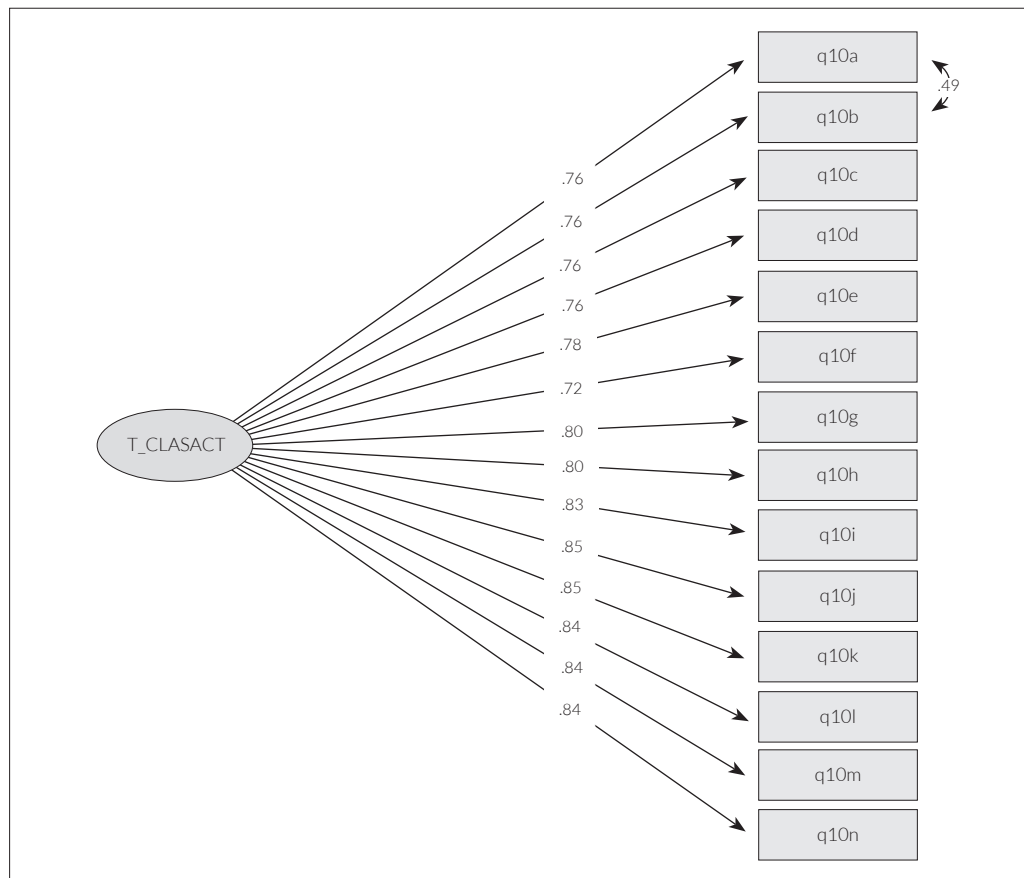 q10a
.49
q10b
q10c
.76
.76
q10d
.76
q10e
.76
.78
q10f
.72
q10g
.80
T_CLASACT
.80
q10h
.83
q10i
.85
q10j
.85
.84
q10k
.84
q10l
.84
q10m
q10n